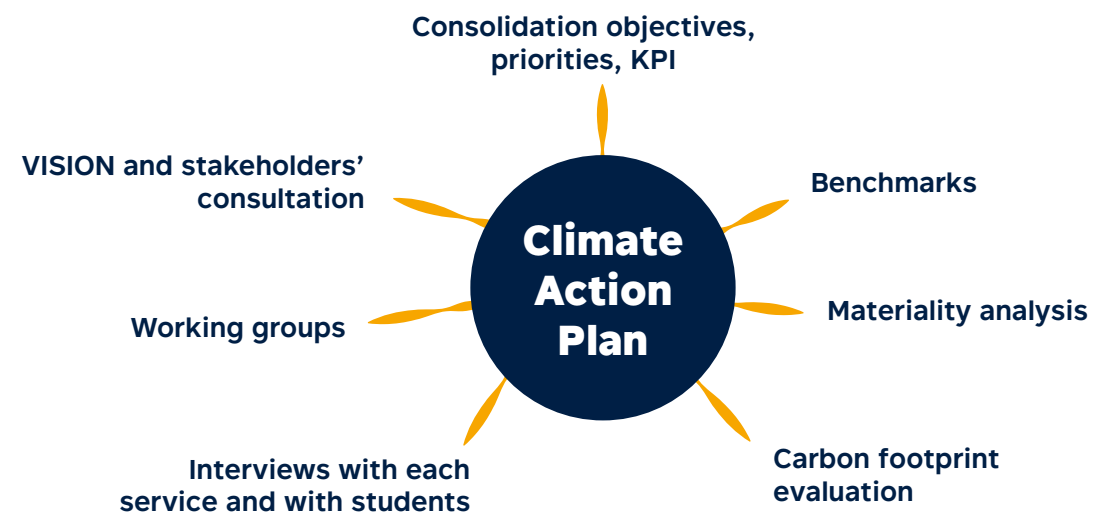 Consolidation objectives,
priorities, KPI
VISION and stakeholders’
consultation
Benchmarks
Climate
Action
Plan
Working groups
Materiality analysis
Interviews with each
service and with students
Carbon footprint
evaluation